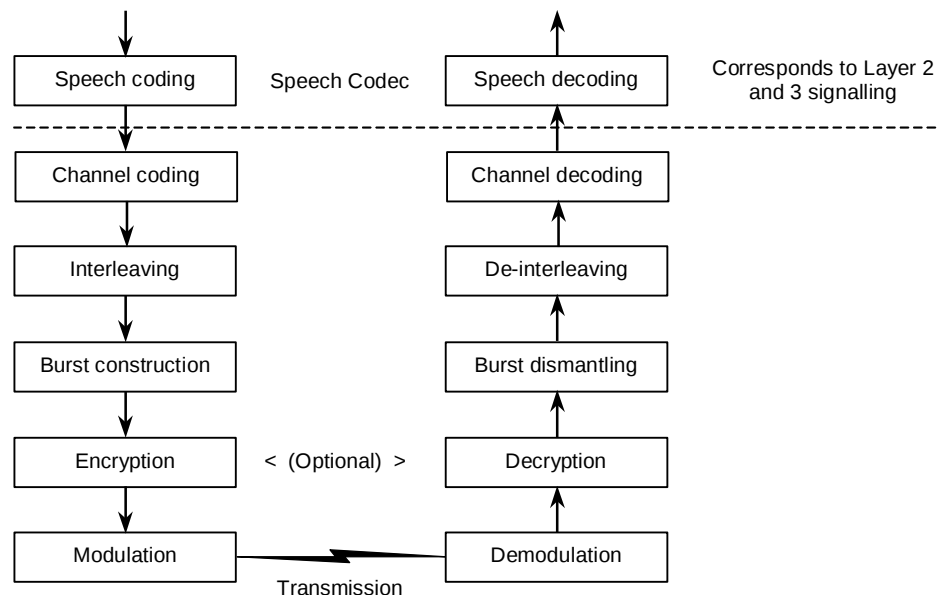 Speech coding
Speech Codec
Speech decoding
Corresponds to Layer 2
and 3 signalling
Channel coding
Channel decoding
Interleaving
De-interleaving
Burst construction
Burst dismantling
Encryption
< (Optional) >
Decryption
Modulation
Demodulation
Transmission